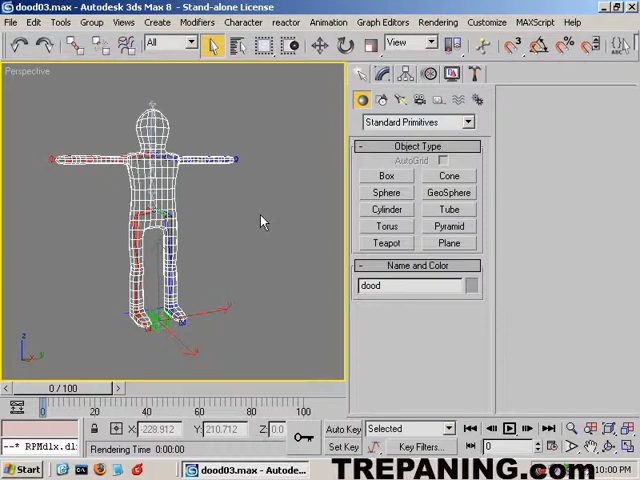 dood03.max - Autodesk 3ds Max 8 - Stand-alone License
File Edit Tools Group Views Create Modifiers Character reactor Animation Graph Editors Rendering Customize MAXScript Help
All View 3 %
Perspective
Standard Primitives
- Object Type
AutoGrid
Box Cone
Sphere GeoSphere
Cylinder Tube
Torus Pyramid
Teapot Plane
- Name and Color
dood
z y
< 0 / 100 >
0 20 40 60 80 100
X: -228.912 Y: 210.712 Z: 0.0
Auto Key Selected
--* RPMdlx.dl
Rendering Time 0:00:00
Set Key Key Filters... 0
Start dood03.max - Autode... 10:00 PM
TREPANING.com